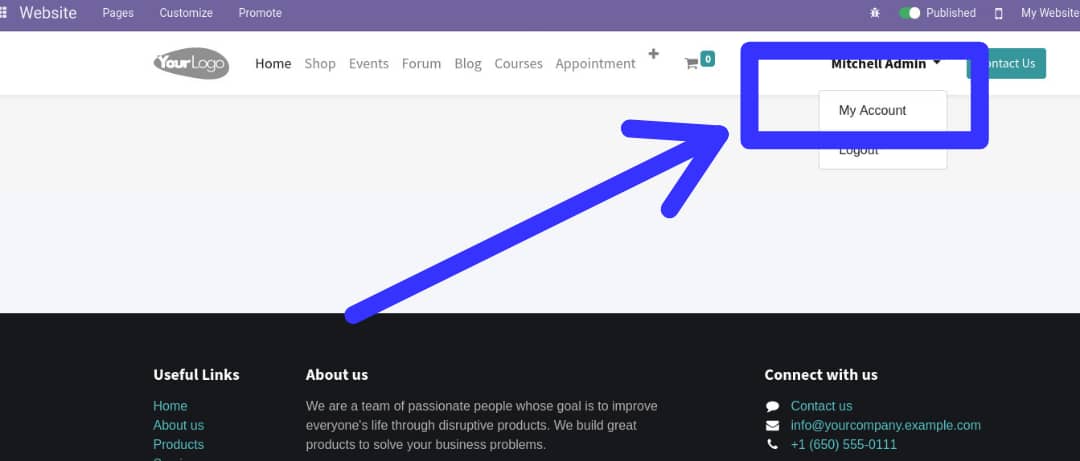 Website Pages Customize Promote Published My Website
YourLogo Home Shop Events Forum Blog Courses Appointment 0 Mitchell Admin Contact Us
My Account
Logout
Useful Links About us Connect with us
Home We are a team of passionate people whose goal is to improve Contact us
About us everyone's life through disruptive products. We build great info@yourcompany.example.com
Products products to solve your business problems. +1 (650) 555-0111